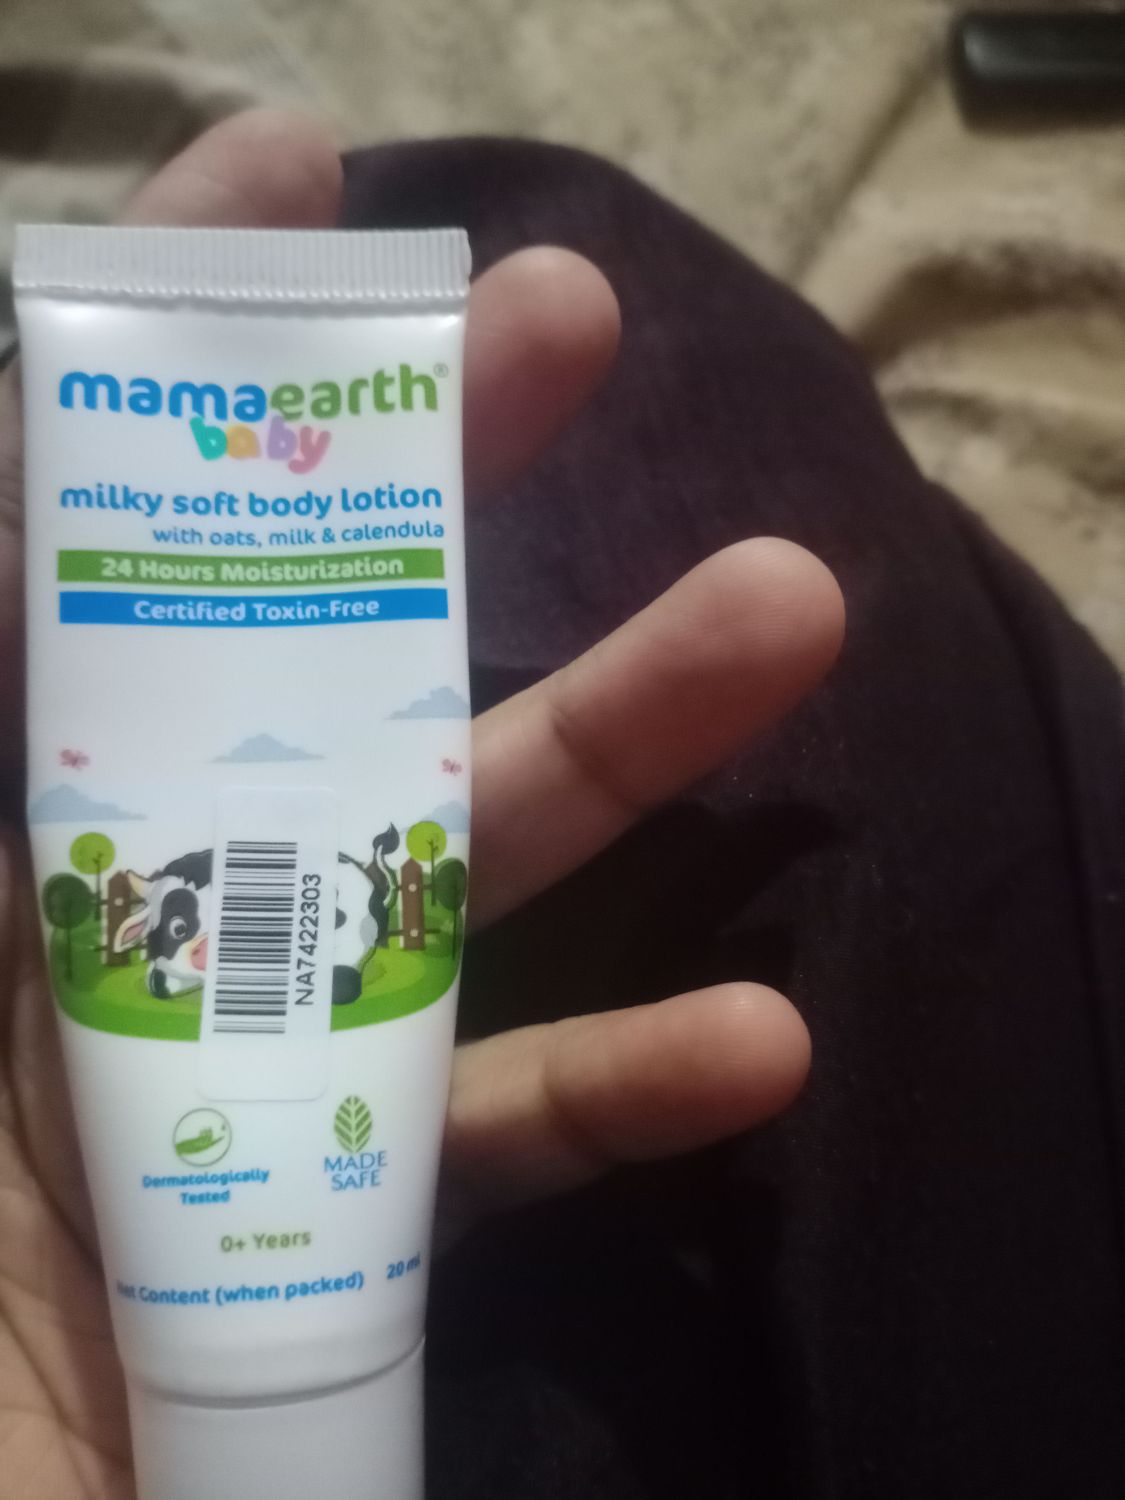 mamaearth®
baby
milky soft body lotion
with oats, milk & calendula
24 Hours Moisturization
Certified Toxin-Free
NA7422303
Dermatologically
Tested
MADE
SAFE
0+ Years
Net Content (when packed) 20 ml